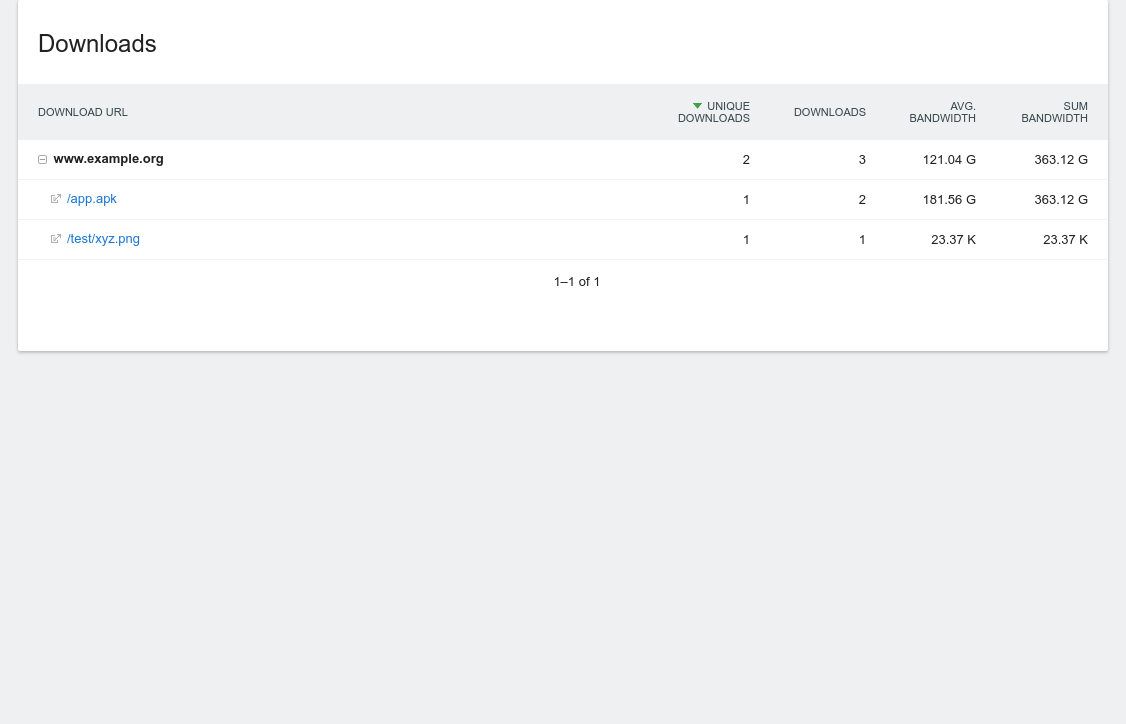 Downloads
DOWNLOAD URL
UNIQUE DOWNLOADS
DOWNLOADS
AVG. BANDWIDTH
SUM BANDWIDTH
www.example.org 2 3 121.04 G 363.12 G
/app.apk 1 2 181.56 G 363.12 G
/test/xyz.png 1 1 23.37 K 23.37 K
1–1 of 1